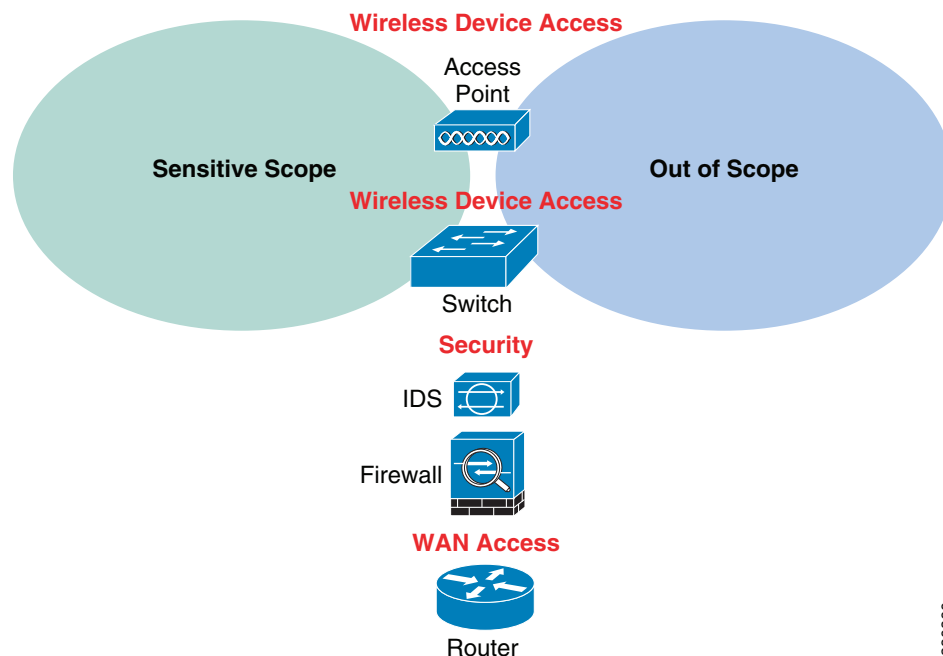 Wireless Device Access
Access
Point
Sensitive Scope
Out of Scope
Wireless Device Access
Switch
Security
IDS
Firewall
WAN Access
Router